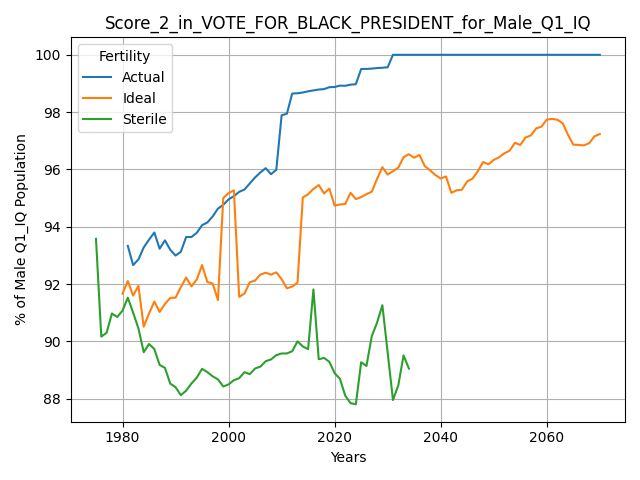 Score_2_in_VOTE_FOR_BLACK_PRESIDENT_for_Male_Q1_IQ
Fertility
Actual
Ideal
Sterile
% of Male Q1_IQ Population
100
98
96
94
92
90
88
1980 2000 2020 2040 2060
Years